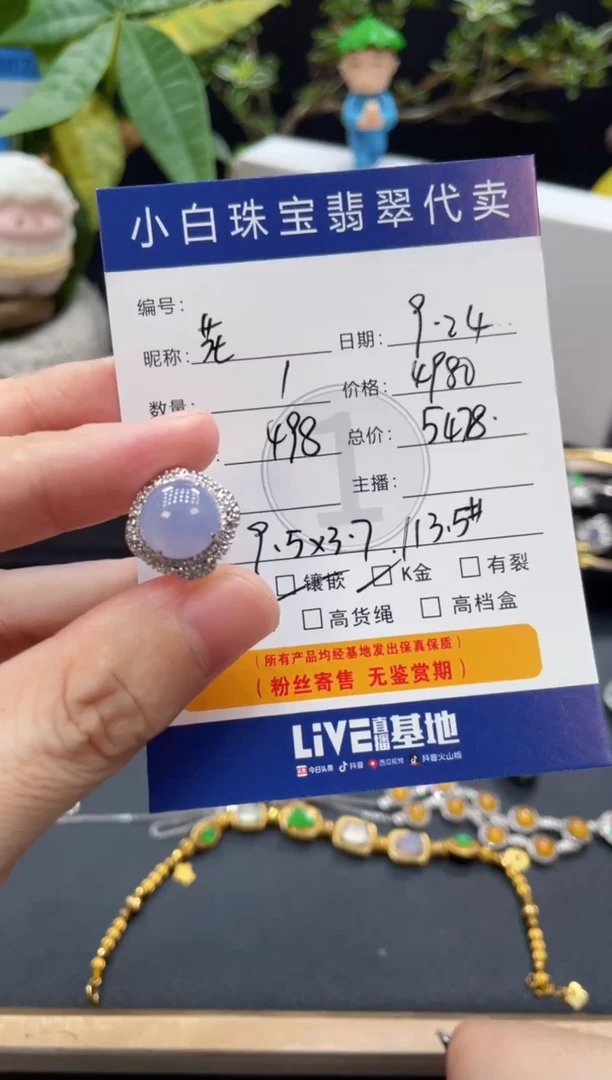 小白珠宝翡翠代卖
编号:
昵称: 芫 日期: 9-24
数量: 1 价格: 4980
498 总价: 5478.
主播:
9.5x3.7 . 13.5#
镶嵌 K金 有裂
高货绳 高档盒
(所有产品均经基地发出保真保质)
(粉丝寄售 无鉴赏期)
LiVE直播基地
今日头条 抖音 西瓜视频 抖音火山版
1